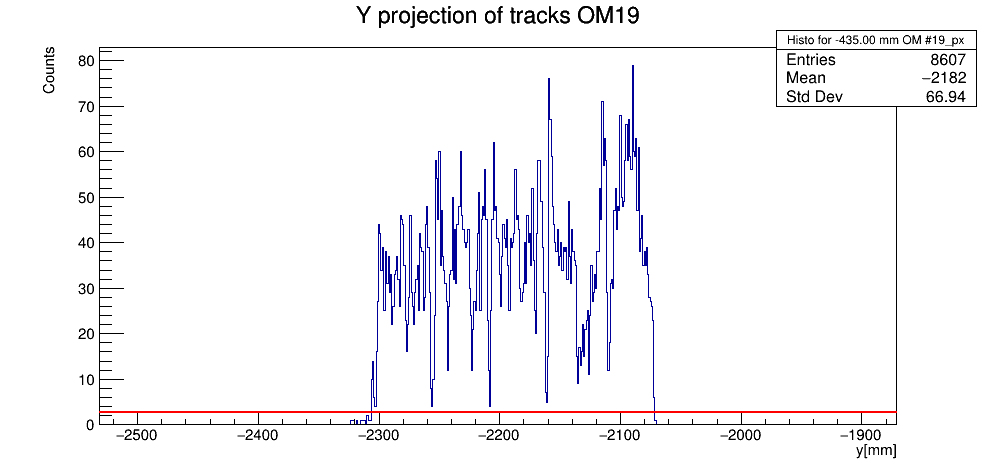 Y projection of tracks OM19
Histo for -435.00 mm OM #19_px
Entries 8607
Mean −2182
Std Dev 66.94
Counts
80
70
60
50
40
30
20
10
0
−2500 −2400 −2300 −2200 −2100 −2000 −1900
y[mm]